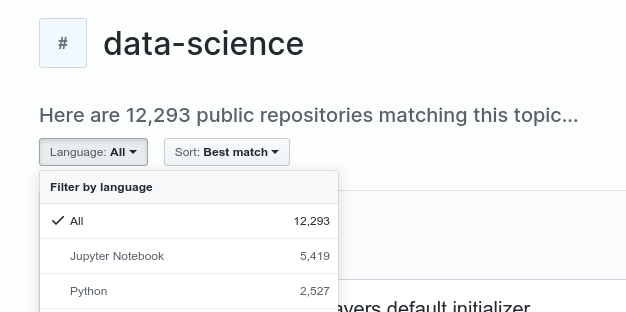 #
data-science
Here are 12,293 public repositories matching this topic...
Language: All
Sort: Best match
Filter by language
All 12,293
Jupyter Notebook 5,419
Python 2,527
default initializer